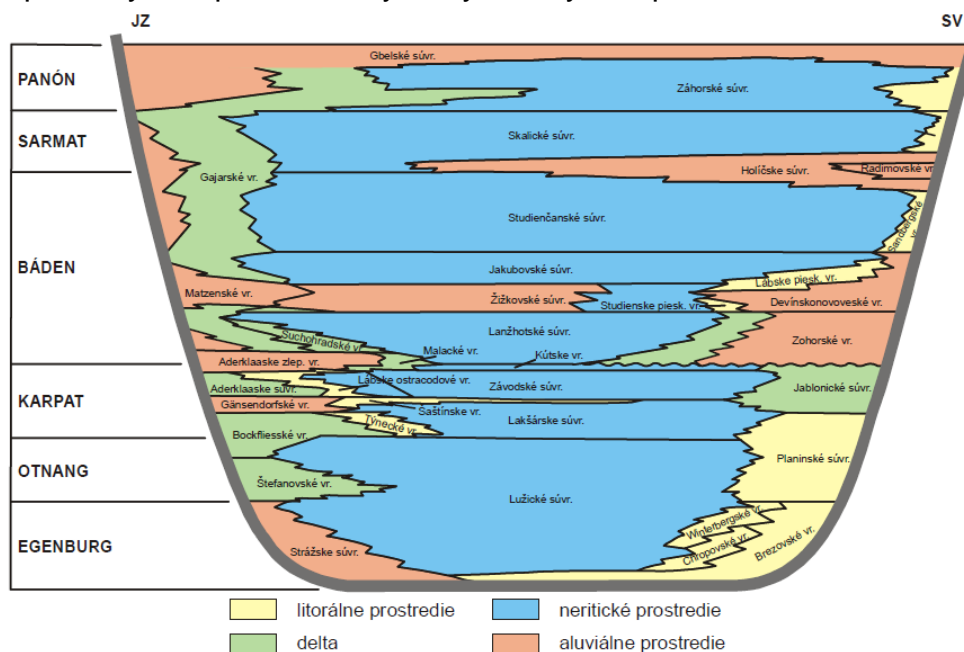 JZ
SV
PANÓN
Gbelské súvr.
Záhorské súvr.
SARMAT
Skalické súvr.
Holíčske súvr.
Radimovské vr.
Gajarské vr.
BÁDEN
Studienčanské súvr.
Sandbergské vr.
Jakubovské súvr.
Lábske piesk. vr.
Matzenské vr.
Žižkovské súvr.
Studienske piesk. vr.
Devínskonovoveské vr.
Suchohradské vr.
Lanžhotské súvr.
Zohorské vr.
Malacké vr.
Kútske vr.
Aderklaaske zlep. vr.
KARPAT
Lábske ostracodové vr.
Aderklaaske súvr.
Závodské súvr.
Jablonické súvr.
Gänsendorfské vr.
Šaštínske vr.
Týnecké vr.
Lakšárske súvr.
Bockfliesské vr.
Planinské súvr.
OTNANG
Štefanovské vr.
Lužické súvr.
EGENBURG
Winterbergské vr.
Chropovské vr.
Brezovské vr.
Strážske súvr.
litorálne prostredie
neritické prostredie
delta
aluviálne prostredie